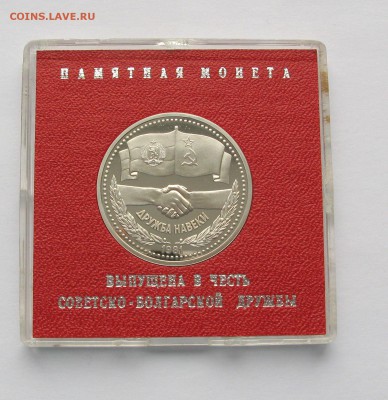 coins.lave.ru
ПАМЯТНАЯ МОНЕТА
ДРУЖБА НАВЕКИ
1981
ВЫПУЩЕНА В ЧЕСТЬ
СОВЕТСКО-БОЛГАРСКОЙ ДРУЖБЫ